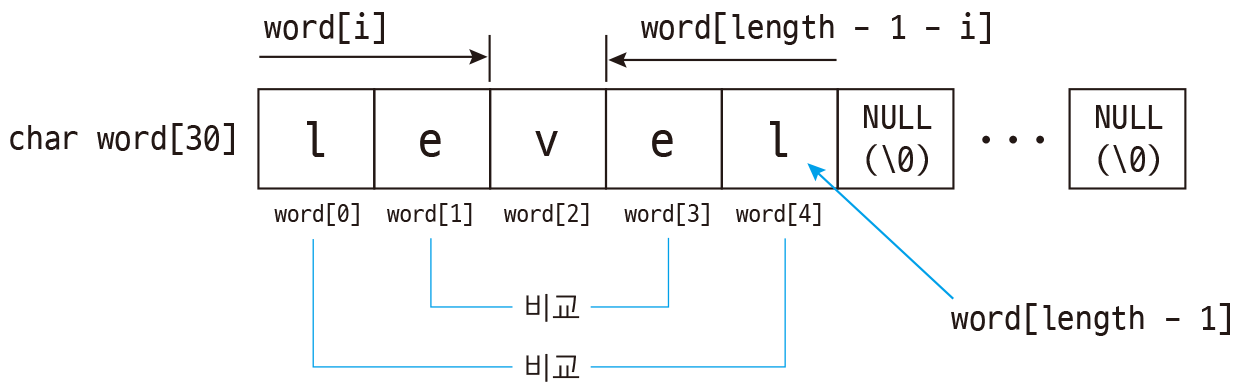 word[i]
word[length - 1 - i]
char word[30]
l
e
v
e
l
NULL
(\0)
...
NULL
(\0)
word[0]
word[1]
word[2]
word[3]
word[4]
비교
word[length - 1]
비교